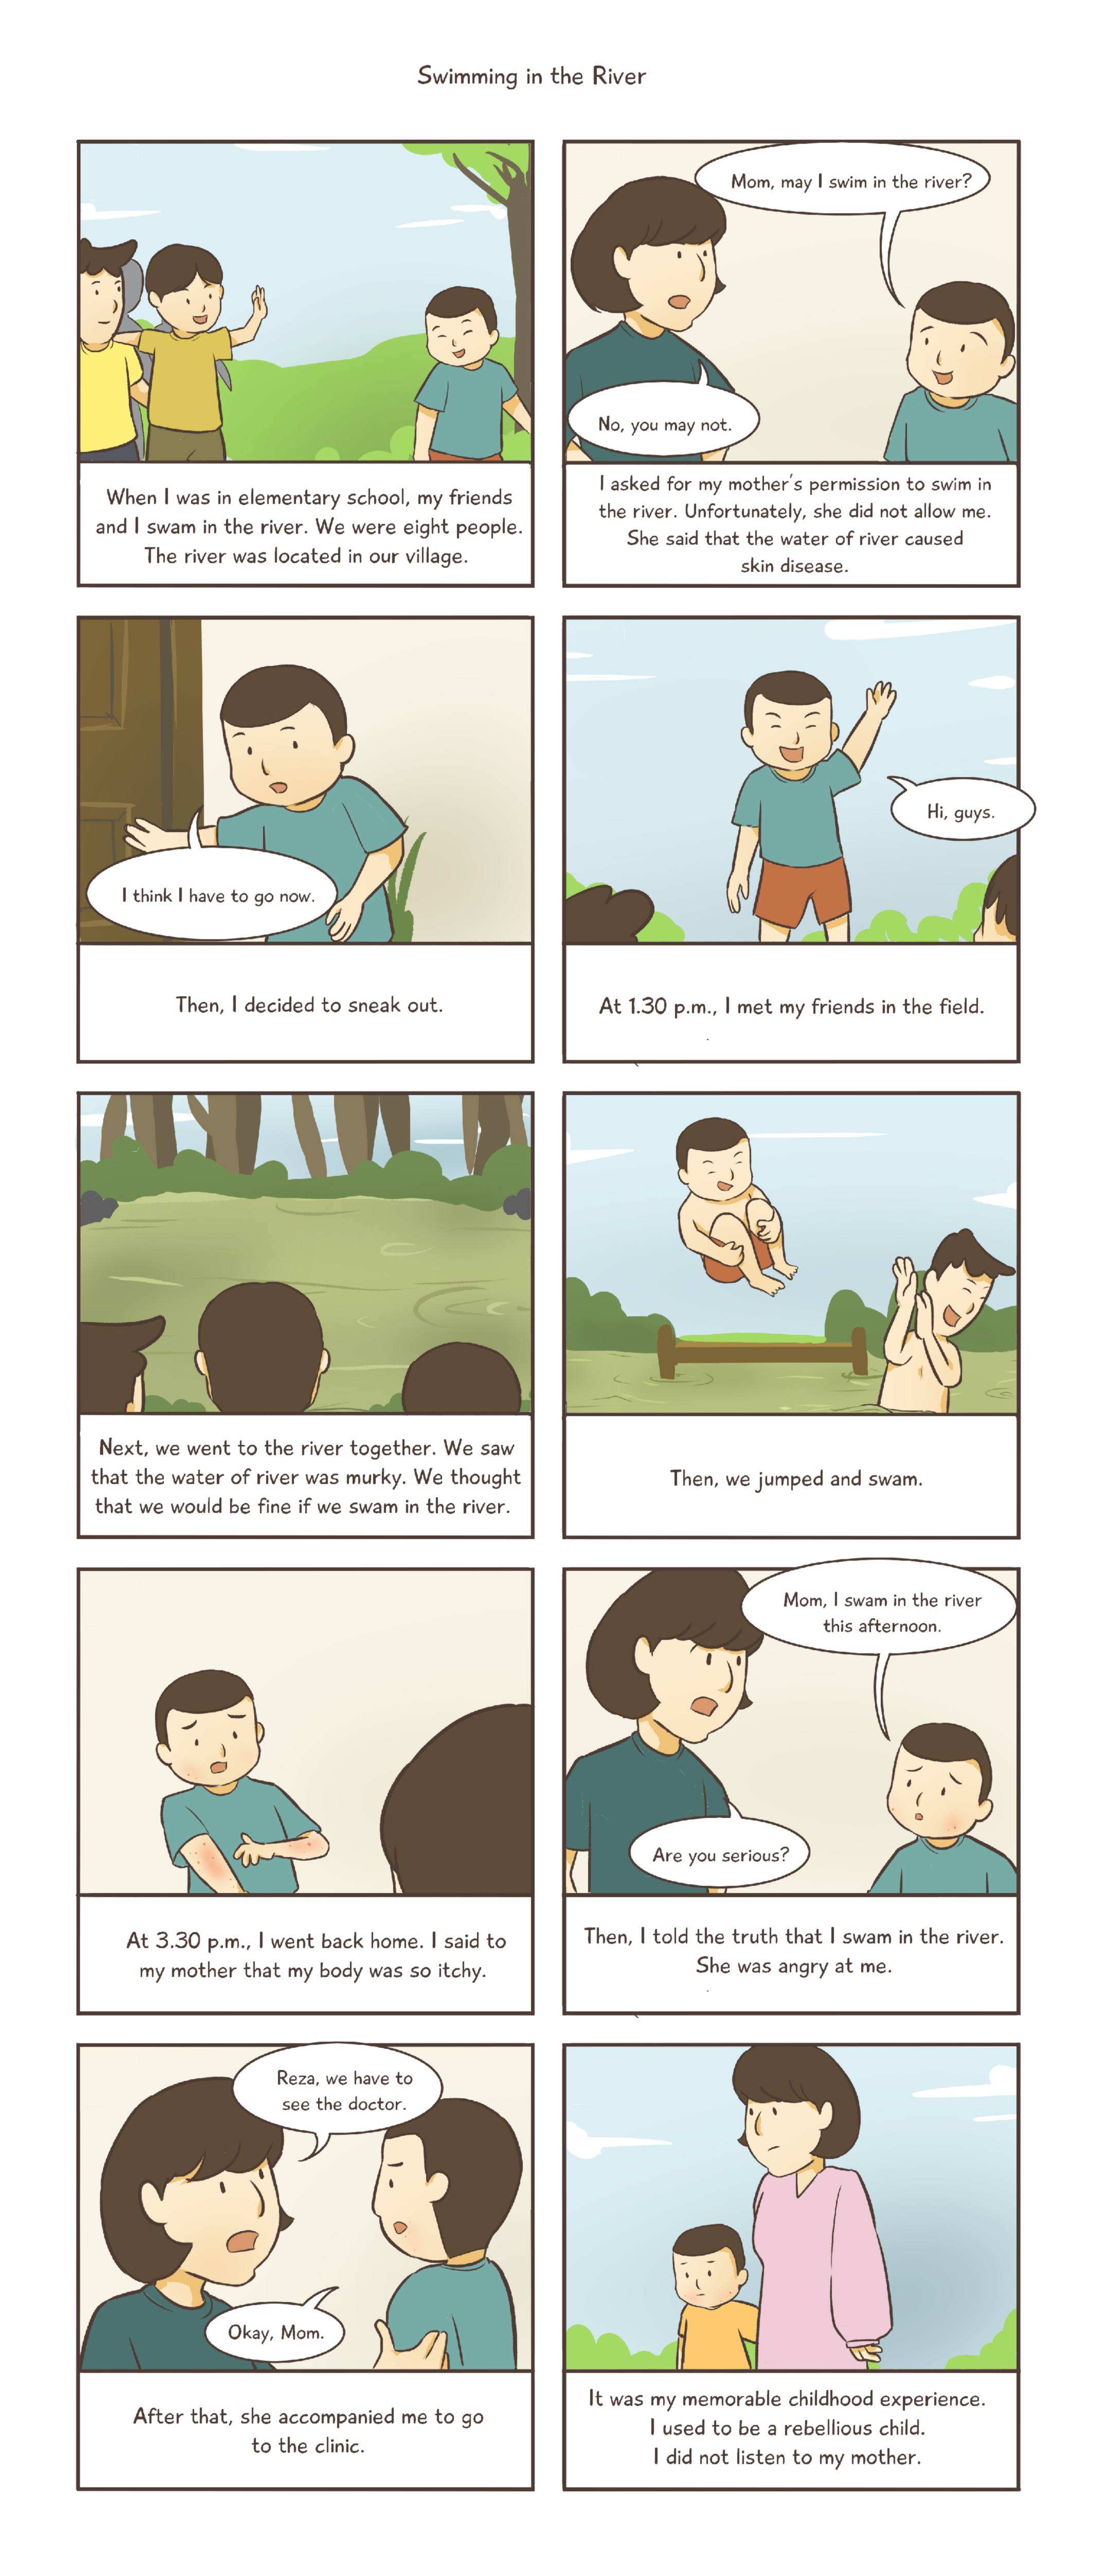 Swimming in the River
When I was in elementary school, my friends
and I swam in the river. We were eight people.
The river was located in our village.
Mom, may I swim in the river?
No, you may not.
I asked for my mother's permission to swim in
the river. Unfortunately, she did not allow me.
She said that the water of river caused
skin disease.
I think I have to go now.
Then, I decided to sneak out.
Hi, guys.
At 1.30 p.m., I met my friends in the field.
Next, we went to the river together. We saw
that the water of river was murky. We thought
that we would be fine if we swam in the river.
Then, we jumped and swam.
At 3.30 p.m., I went back home. I said to
my mother that my body was so itchy.
Mom, I swam in the river
this afternoon.
Are you serious?
Then, I told the truth that I swam in the river.
She was angry at me.
Reza, we have to
see the doctor.
Okay, Mom.
After that, she accompanied me to go
to the clinic.
It was my memorable childhood experience.
I used to be a rebellious child.
I did not listen to my mother.